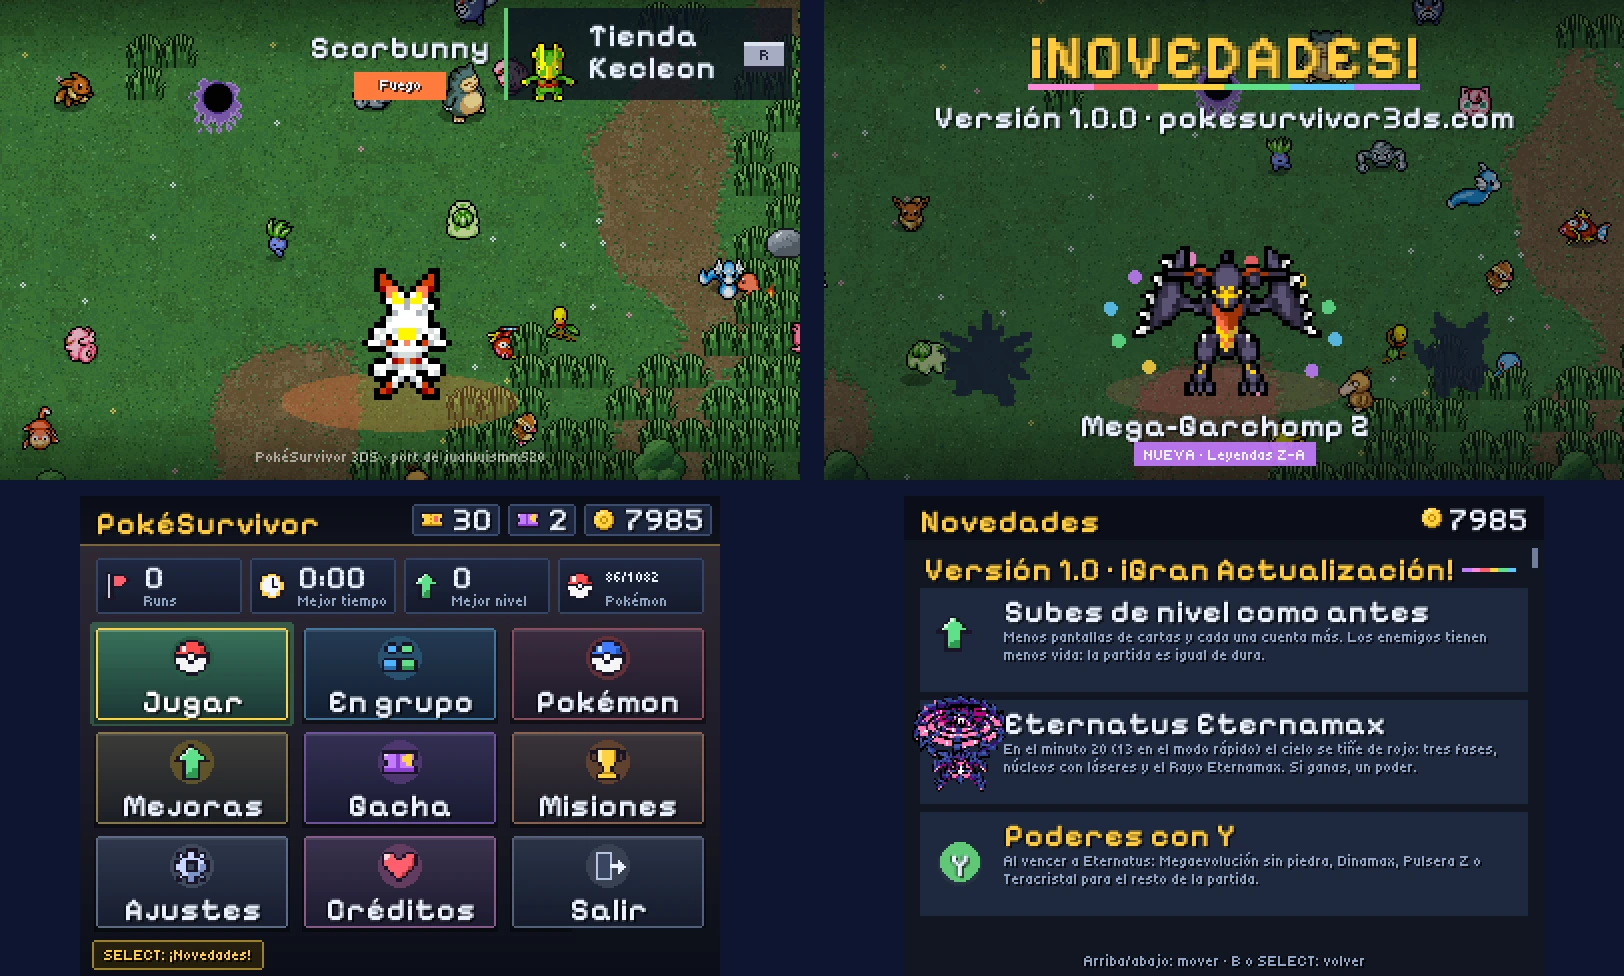 Scorbunny
Fuego
Tienda
Kecleon
R
PokéSurvivor 3DS · port de juanluismm520
PokéSurvivor
30
2
7985
0
Runs
0:00
Mejor tiempo
0
Mejor nivel
86/1082
Pokémon
Jugar
En grupo
Pokémon
Mejoras
Gacha
Misiones
Ajustes
Créditos
Salir
SELECT: ¡Novedades!
¡NOVEDADES!
Versión 1.0.0 · pokesurvivor3ds.com
Mega-Garchomp Z
NUEVA · Leyendas Z-A
Novedades
7985
Versión 1.0 · ¡Gran Actualización!
Subes de nivel como antes
Menos pantallas de cartas y cada una cuenta más. Los enemigos tienen
menos vida: la partida es igual de dura.
Eternatus Eternamax
En el minuto 20 (13 en el modo rápido) el cielo se tiñe de rojo: tres fases,
núcleos con láseres y el Rayo Eternamax. Si ganas, un poder.
Poderes con Y
Y
Al vencer a Eternatus: Megaevolución sin piedra, Dinamax, Pulsera Z o
Teracristal para el resto de la partida.
Arriba/abajo: mover · B o SELECT: volver